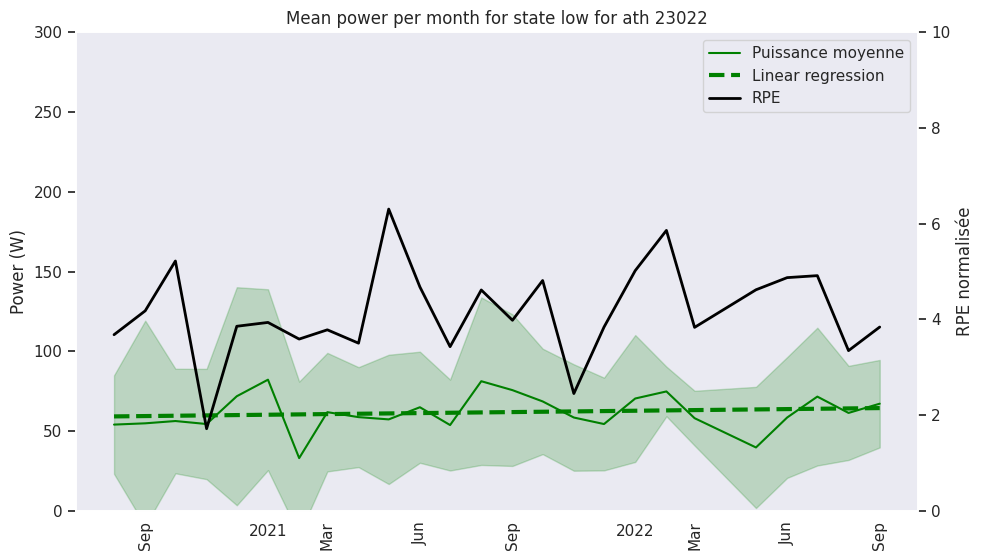 Mean power per month for state low for ath 23022
Puissance moyenne
Linear regression
RPE
Power (W)
300
250
200
150
100
50
0
RPE normalisée
10
8
6
4
2
0
Sep
2021
Mar
Jun
Sep
2022
Mar
Jun
Sep